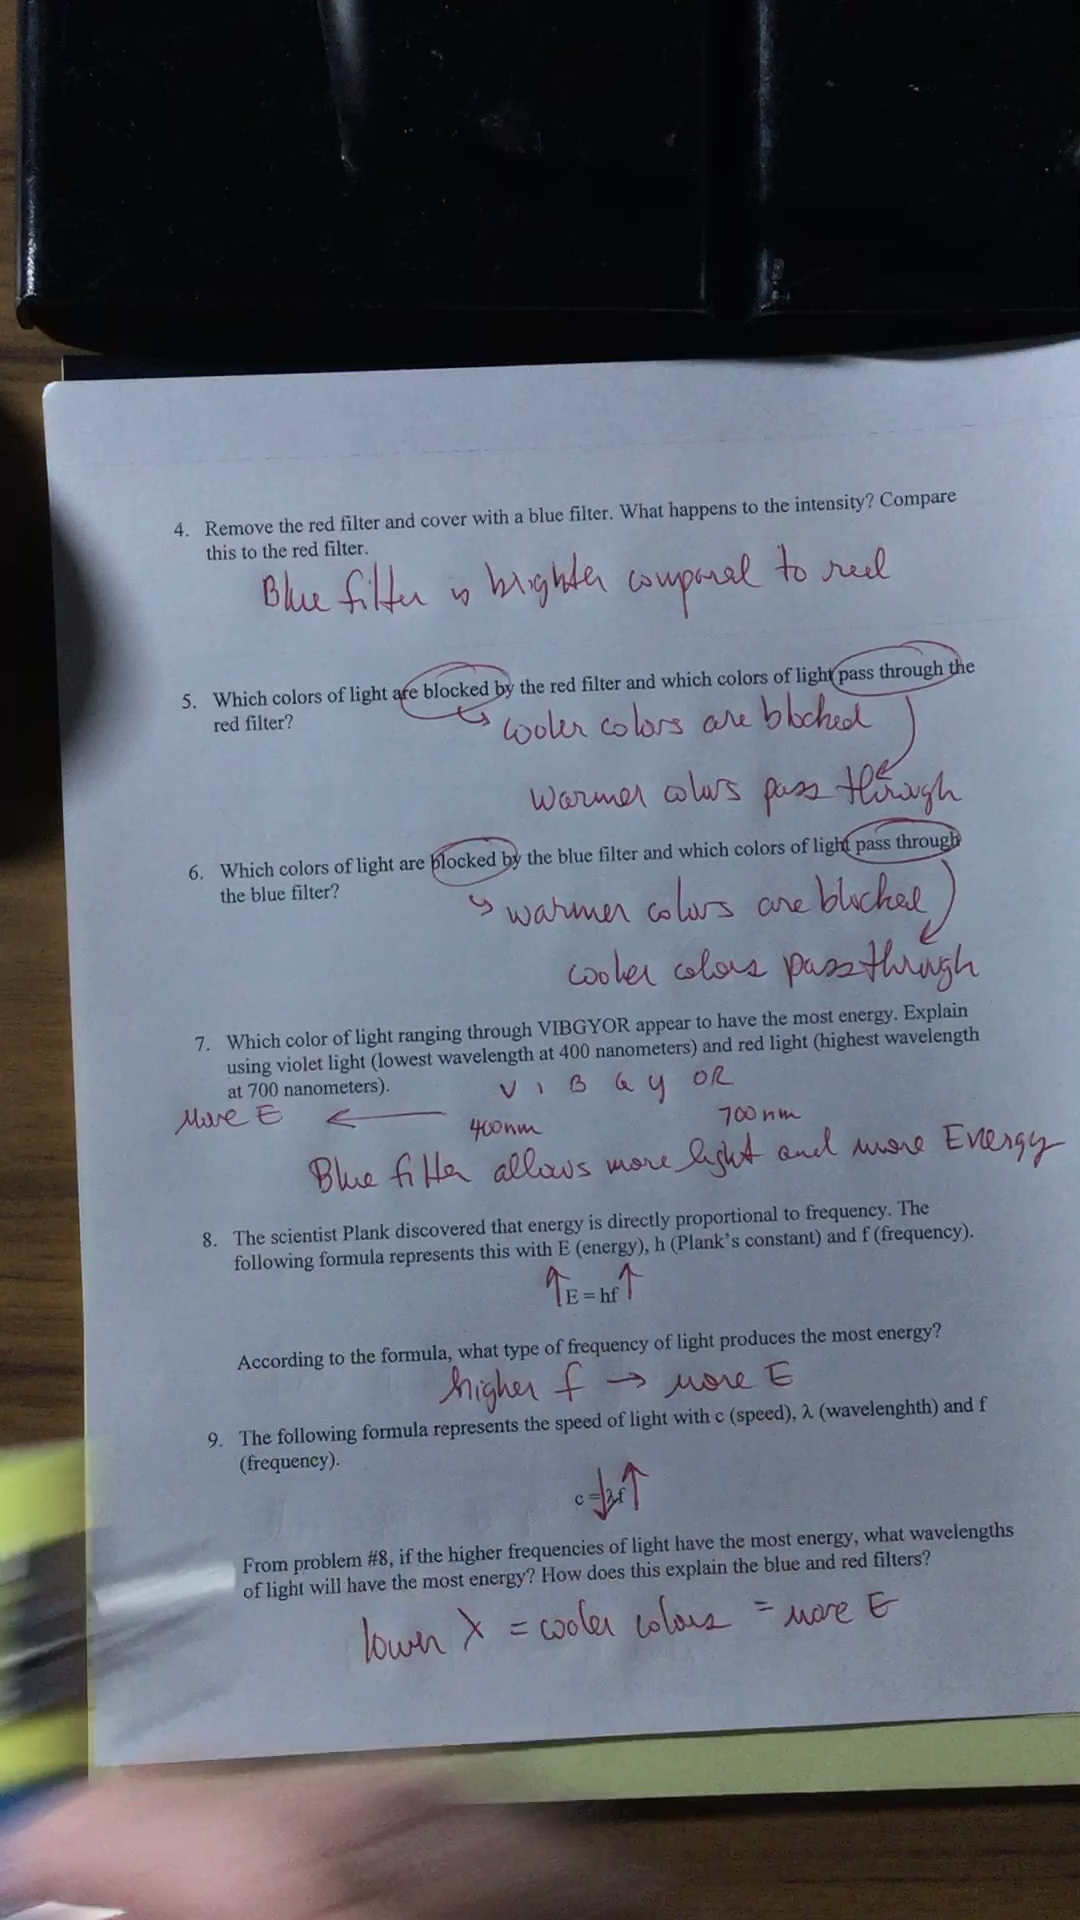 4. Remove the red filter and cover with a blue filter. What happens to the intensity? Compare
this to the red filter.
Blue filter is brighter compared to red
5. Which colors of light are blocked by the red filter and which colors of light pass through the
red filter?
cooler colors are blocked
warmer colors pass through
6. Which colors of light are blocked by the blue filter and which colors of light pass through
the blue filter?
warmer colors are blocked
cooler colors pass through
7. Which color of light ranging through VIBGYOR appear to have the most energy. Explain
using violet light (lowest wavelength at 400 nanometers) and red light (highest wavelength
at 700 nanometers).
V I B G Y OR
More E ← 400nm 700nm
Blue filter allows more light and more Energy
8. The scientist Plank discovered that energy is directly proportional to frequency. The
following formula represents this with E (energy), h (Plank's constant) and f (frequency).
↑E = hf↑
According to the formula, what type of frequency of light produces the most energy?
higher f → more E
9. The following formula represents the speed of light with c (speed), λ (wavelenghth) and f
(frequency).
c = ↓λf↑
From problem #8, if the higher frequencies of light have the most energy, what wavelengths
of light will have the most energy? How does this explain the blue and red filters?
lower λ = cooler colors = more E